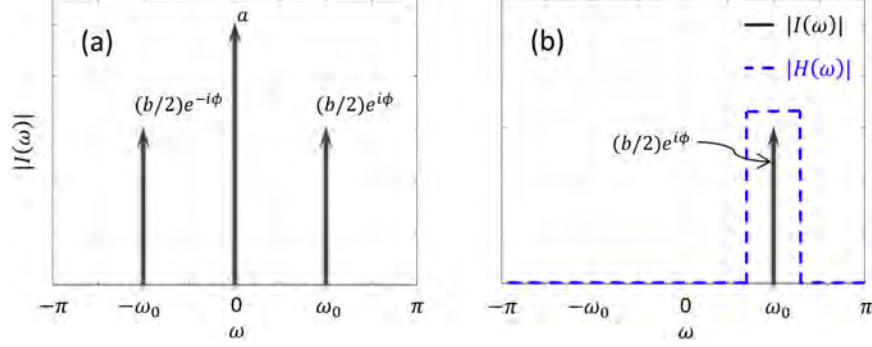 (a)
a
(b/2)e^{-iϕ}
(b/2)e^{iϕ}
|I(ω)|
−π
−ω₀
0
ω₀
π
ω
(b)
|I(ω)|
|H(ω)|
(b/2)e^{iϕ}
−π
−ω₀
0
ω₀
π
ω